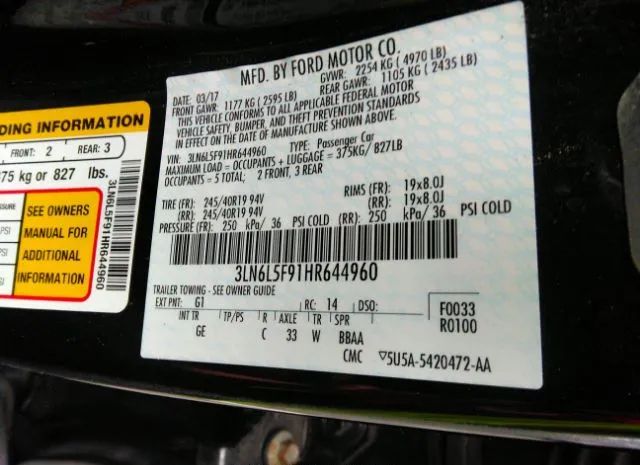 DING INFORMATION
FRONT: 2 REAR: 3
75 kg or 827 lbs.
SSURE
PSI
PSI
SEE OWNERS
MANUAL FOR
ADDITIONAL
INFORMATION
3LN6L5F91HR644960
MFD. BY FORD MOTOR CO.
DATE: 03/17 GVWR: 2254 KG ( 4970 LB)
FRONT GAWR: 1177 KG ( 2595 LB) REAR GAWR: 1105 KG ( 2435 LB)
THIS VEHICLE CONFORMS TO ALL APPLICABLE FEDERAL MOTOR
VEHICLE SAFETY, BUMPER, AND THEFT PREVENTION STANDARDS
IN EFFECT ON THE DATE OF MANUFACTURE SHOWN ABOVE.
VIN: 3LN6L5F91HR644960 TYPE: Passenger Car
MAXIMUM LOAD = OCCUPANTS + LUGGAGE = 375KG/ 827LB
OCCUPANTS = 5 TOTAL; 2 FRONT, 3 REAR
TIRE (FR): 245/40R19 94V RIMS (FR): 19x8.0J
(RR): 245/40R19 94V (RR): 19x8.0J
PRESSURE (FR): 250 kPa/ 36 PSI COLD (RR): 250 kPa/ 36 PSI COLD
3LN6L5F91HR644960
TRAILER TOWING - SEE OWNER GUIDE
EXT PNT: G1 RC: 14 DSO: F0033
R0100
INT TR TP/PS R AXLE TR SPR
GE C 33 W BBAA
CMC ▽5U5A-5420472-AA